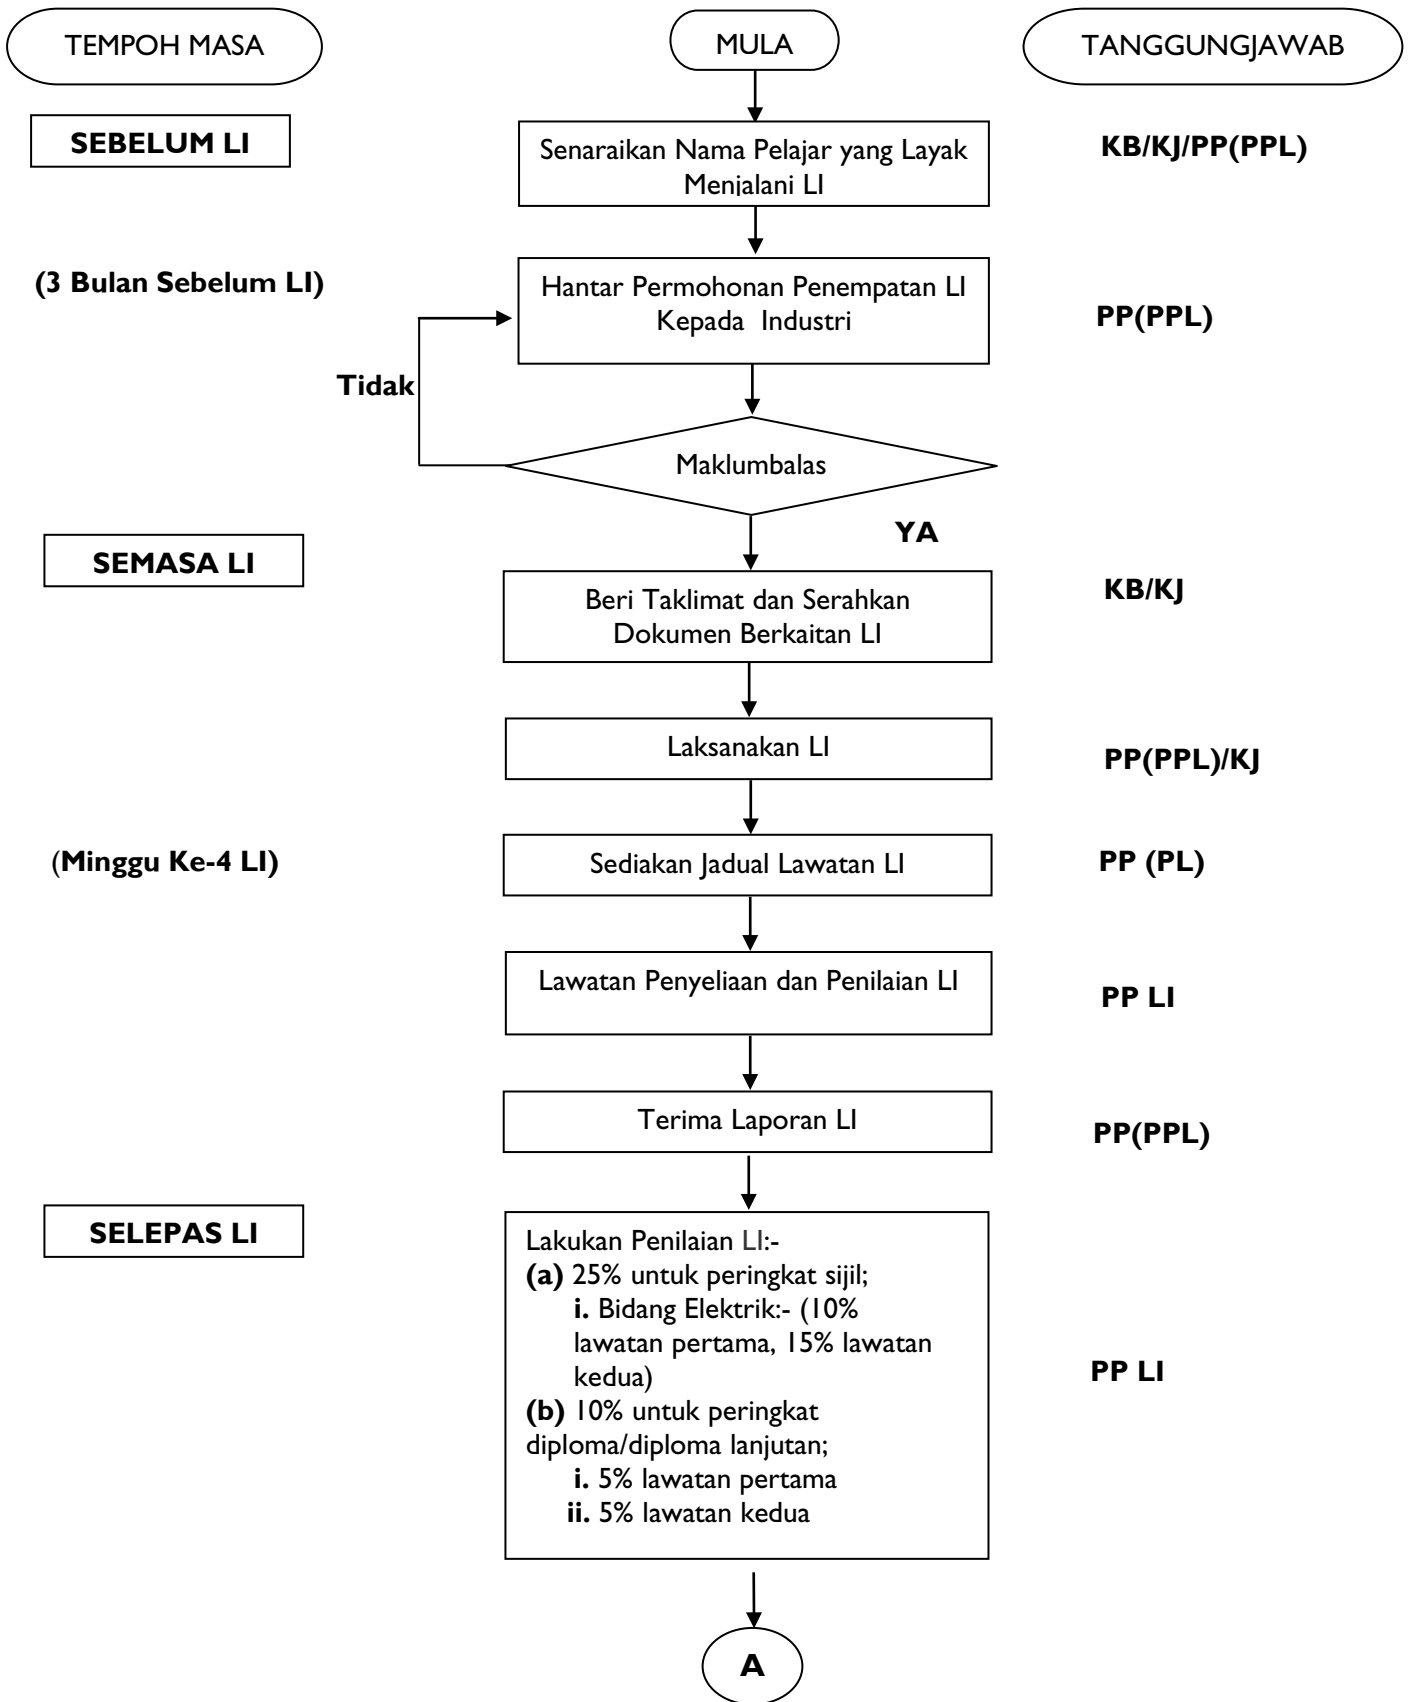 TEMPOH MASA
MULA
TANGGUNGJAWAB
SEBELUM LI
Senaraikan Nama Pelajar yang Layak
Menjalani LI
KB/KJ/PP(PPL)
(3 Bulan Sebelum LI)
Hantar Permohonan Penempatan LI
Kepada Industri
PP(PPL)
Tidak
Maklumbalas
YA
SEMASA LI
Beri Taklimat dan Serahkan
Dokumen Berkaitan LI
KB/KJ
Laksanakan LI
PP(PPL)/KJ
(Minggu Ke-4 LI)
Sediakan Jadual Lawatan LI
PP (PL)
Lawatan Penyeliaan dan Penilaian LI
PP LI
Terima Laporan LI
PP(PPL)
SELEPAS LI
Lakukan Penilaian LI:-
(a) 25% untuk peringkat sijil;
i. Bidang Elektrik:- (10%
lawatan pertama, 15% lawatan
kedua)
(b) 10% untuk peringkat
diploma/diploma lanjutan;
i. 5% lawatan pertama
ii. 5% lawatan kedua
PP LI
A